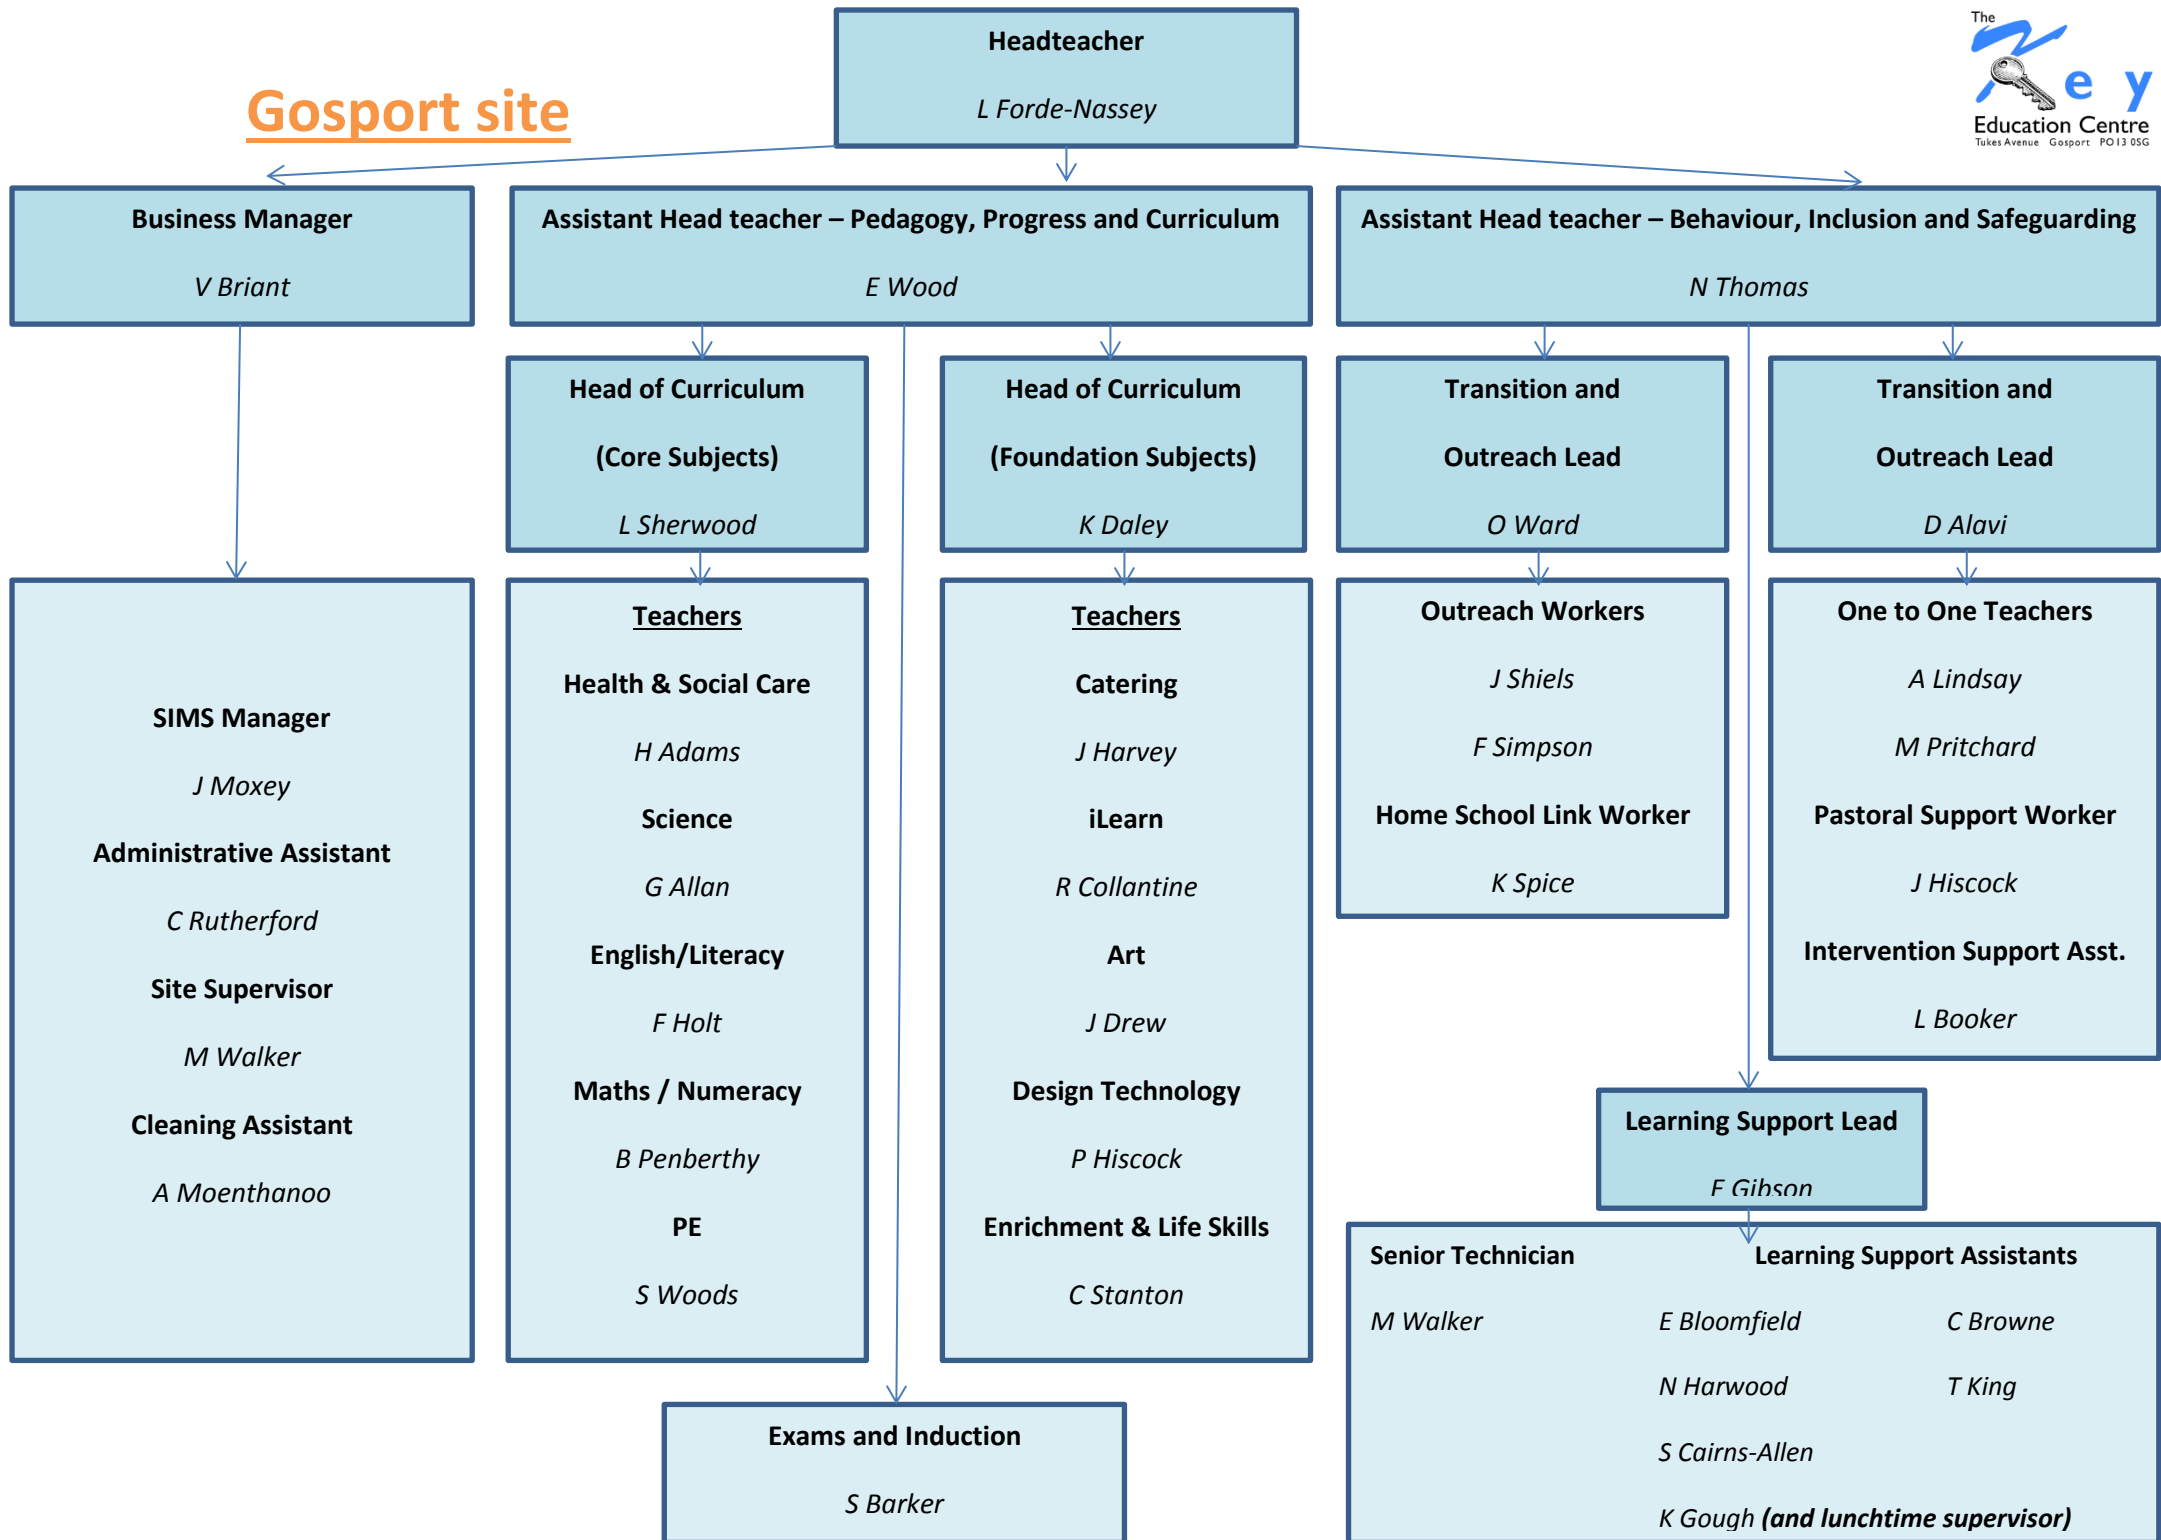 Headteacher
L Forde-Nassey
Gosport site
The
Key
Education Centre
Tukes Avenue Gosport PO13 0SG
Business Manager
V Briant
Assistant Head teacher – Pedagogy, Progress and Curriculum
E Wood
Assistant Head teacher – Behaviour, Inclusion and Safeguarding
N Thomas
Head of Curriculum
(Core Subjects)
L Sherwood
Head of Curriculum
(Foundation Subjects)
K Daley
Transition and
Outreach Lead
O Ward
Transition and
Outreach Lead
D Alavi
SIMS Manager
J Moxey
Administrative Assistant
C Rutherford
Site Supervisor
M Walker
Cleaning Assistant
A Moenthanoo
Teachers
Health & Social Care
H Adams
Science
G Allan
English/Literacy
F Holt
Maths / Numeracy
B Penberthy
PE
S Woods
Teachers
Catering
J Harvey
iLearn
R Collantine
Art
J Drew
Design Technology
P Hiscock
Enrichment & Life Skills
C Stanton
Outreach Workers
J Shiels
F Simpson
Home School Link Worker
K Spice
One to One Teachers
A Lindsay
M Pritchard
Pastoral Support Worker
J Hiscock
Intervention Support Asst.
L Booker
Learning Support Lead
Gibson
Senior Technician
M Walker
Learning Support Assistants
E Bloomfield C Browne
N Harwood T King
S Cairns-Allen
K Gough (and lunchtime supervisor)
Exams and Induction
S Barker